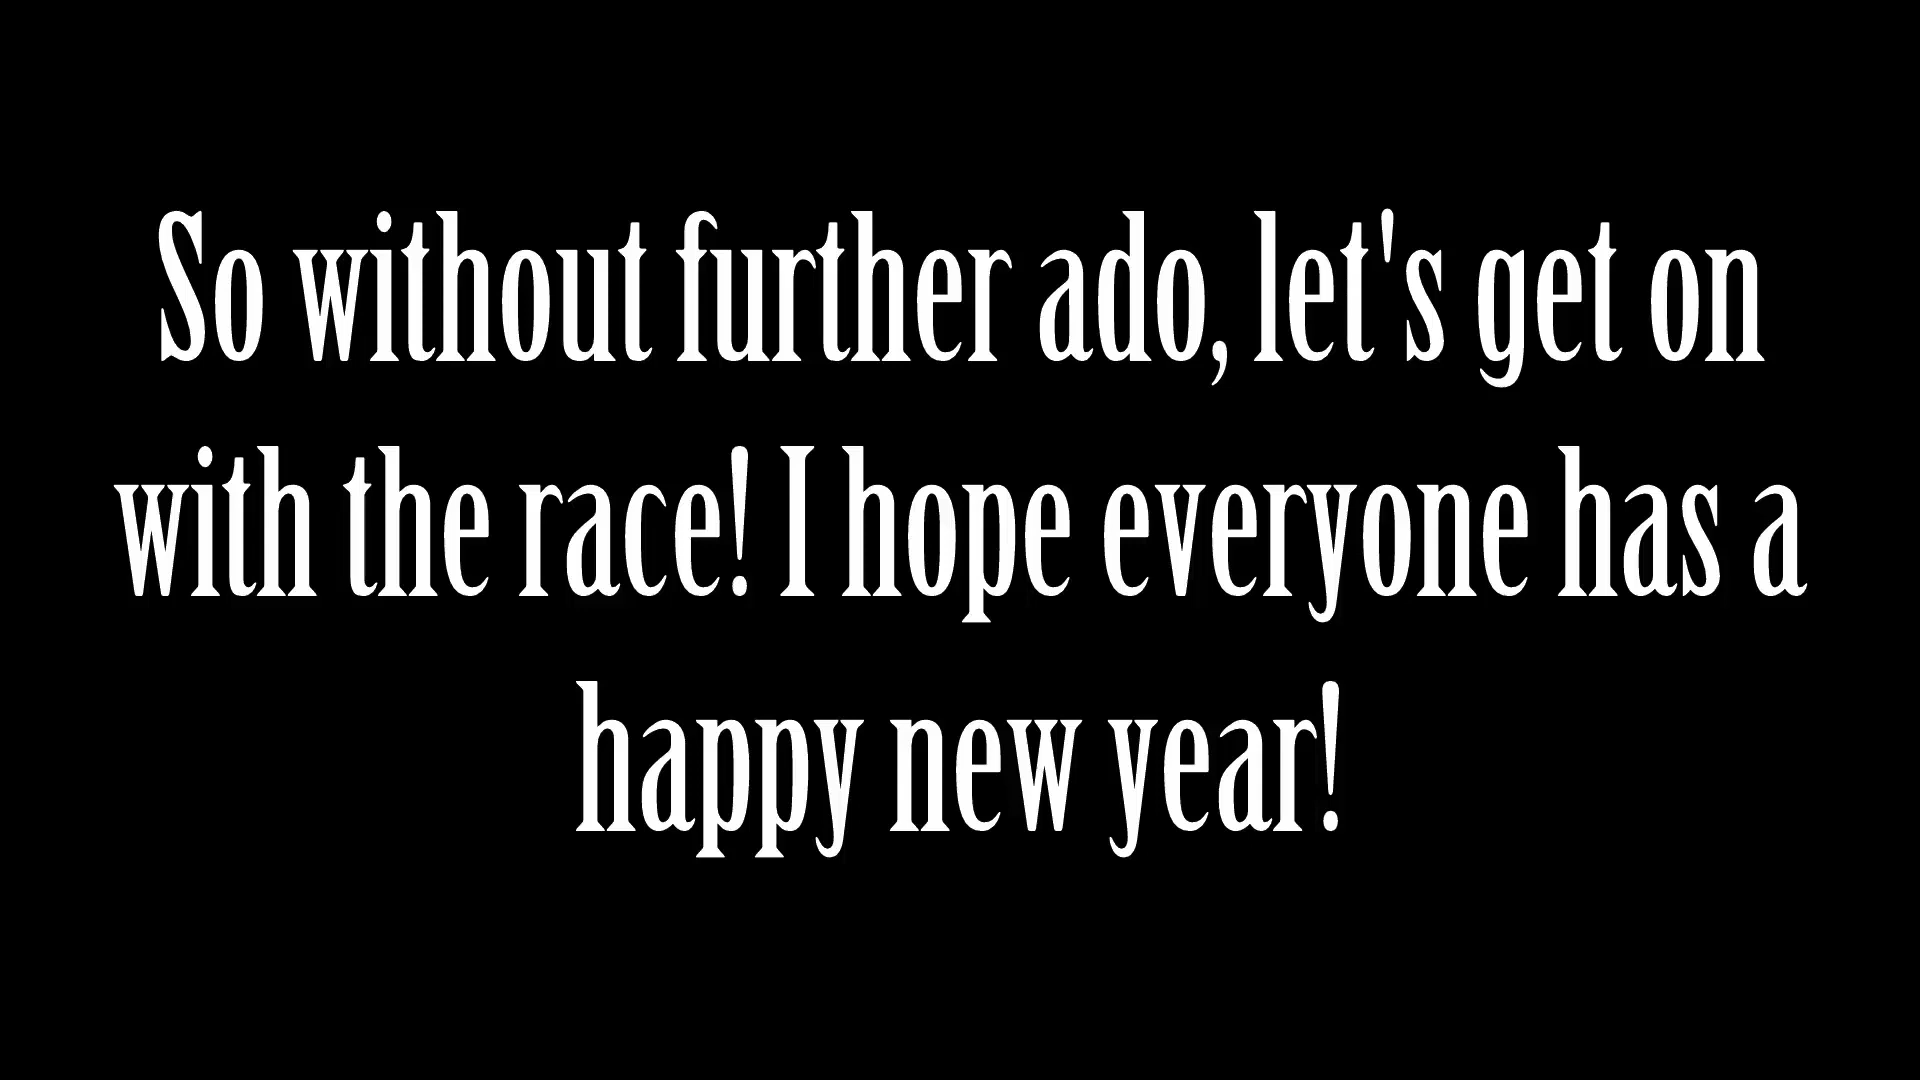 So without further ado, let's get on
with the race! I hope everyone has a
happy new year!